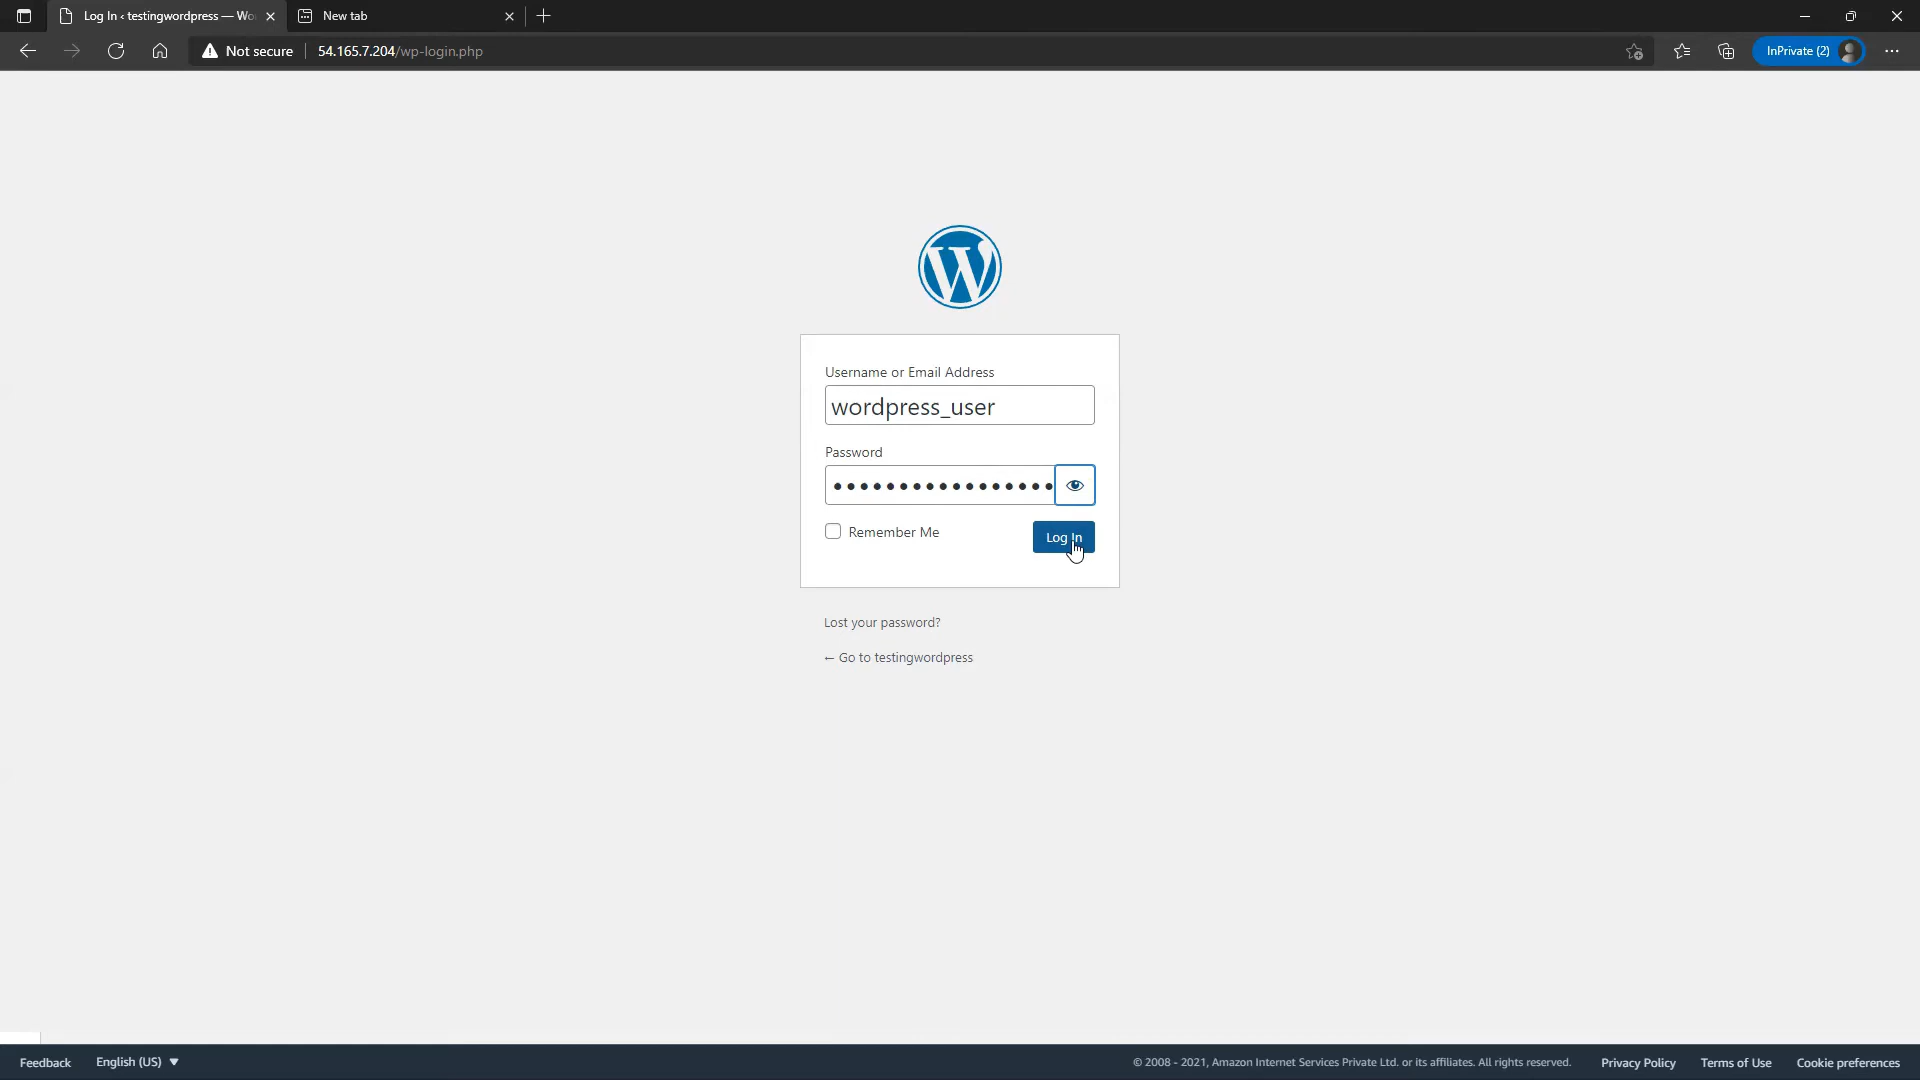 Log In ‹ testingwordpress — Wo
New tab
Not secure
54.165.7.204/wp-login.php
InPrivate (2)
Username or Email Address
wordpress_user
Password
Remember Me
Log In
Lost your password?
← Go to testingwordpress
Feedback
English (US)
© 2008 - 2021, Amazon Internet Services Private Ltd. or its affiliates. All rights reserved.
Privacy Policy
Terms of Use
Cookie preferences